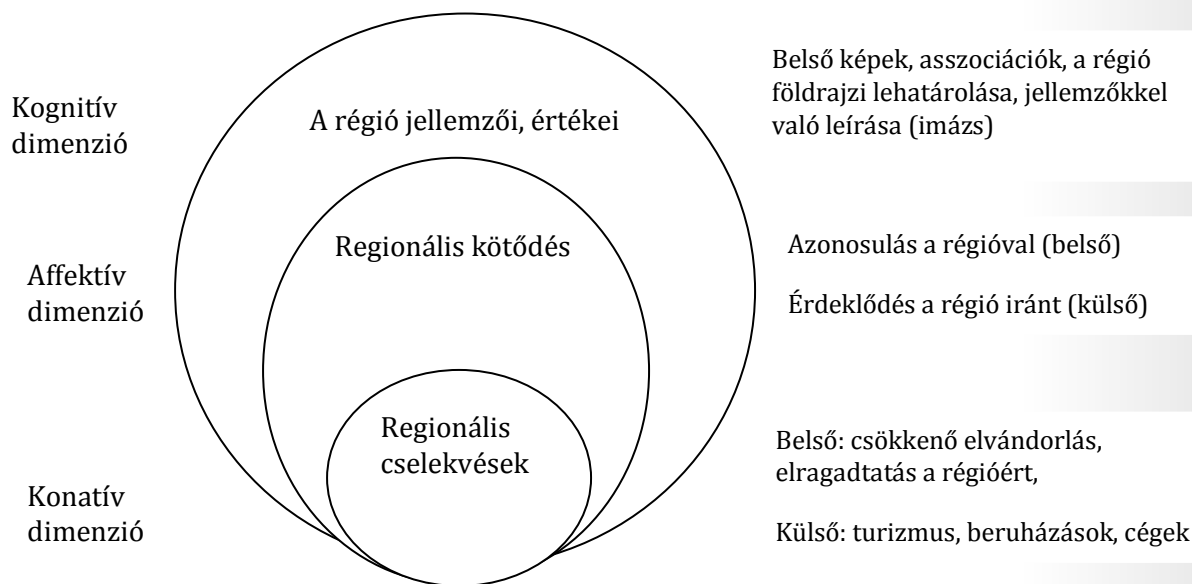 Kognitív
dimenzió
A régió jellemzői, értékei
Belső képek, asszociációk, a régió
földrajzi lehatárolása, jellemzőkkel
való leírása (imázs)
Affektív
dimenzió
Regionális kötődés
Azonosulás a régióval (belső)
Érdeklődés a régió iránt (külső)
Konatív
dimenzió
Regionális
cselekvések
Belső: csökkenő elvándorlás,
elragadtatás a régióért,
Külső: turizmus, beruházások, cégek